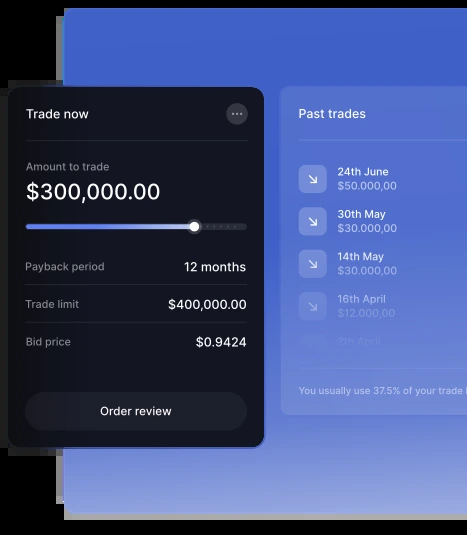 Trade now
Past trades
Amount to trade
$300,000.00
24th June
$50.000,00
30th May
$30.000,00
Payback period 12 months
14th May
$30.000,00
Trade limit $400,000.00
16th April
$12.000,00
Bid price $0.9424
7th April
You usually use 37.5% of your trade
Order review